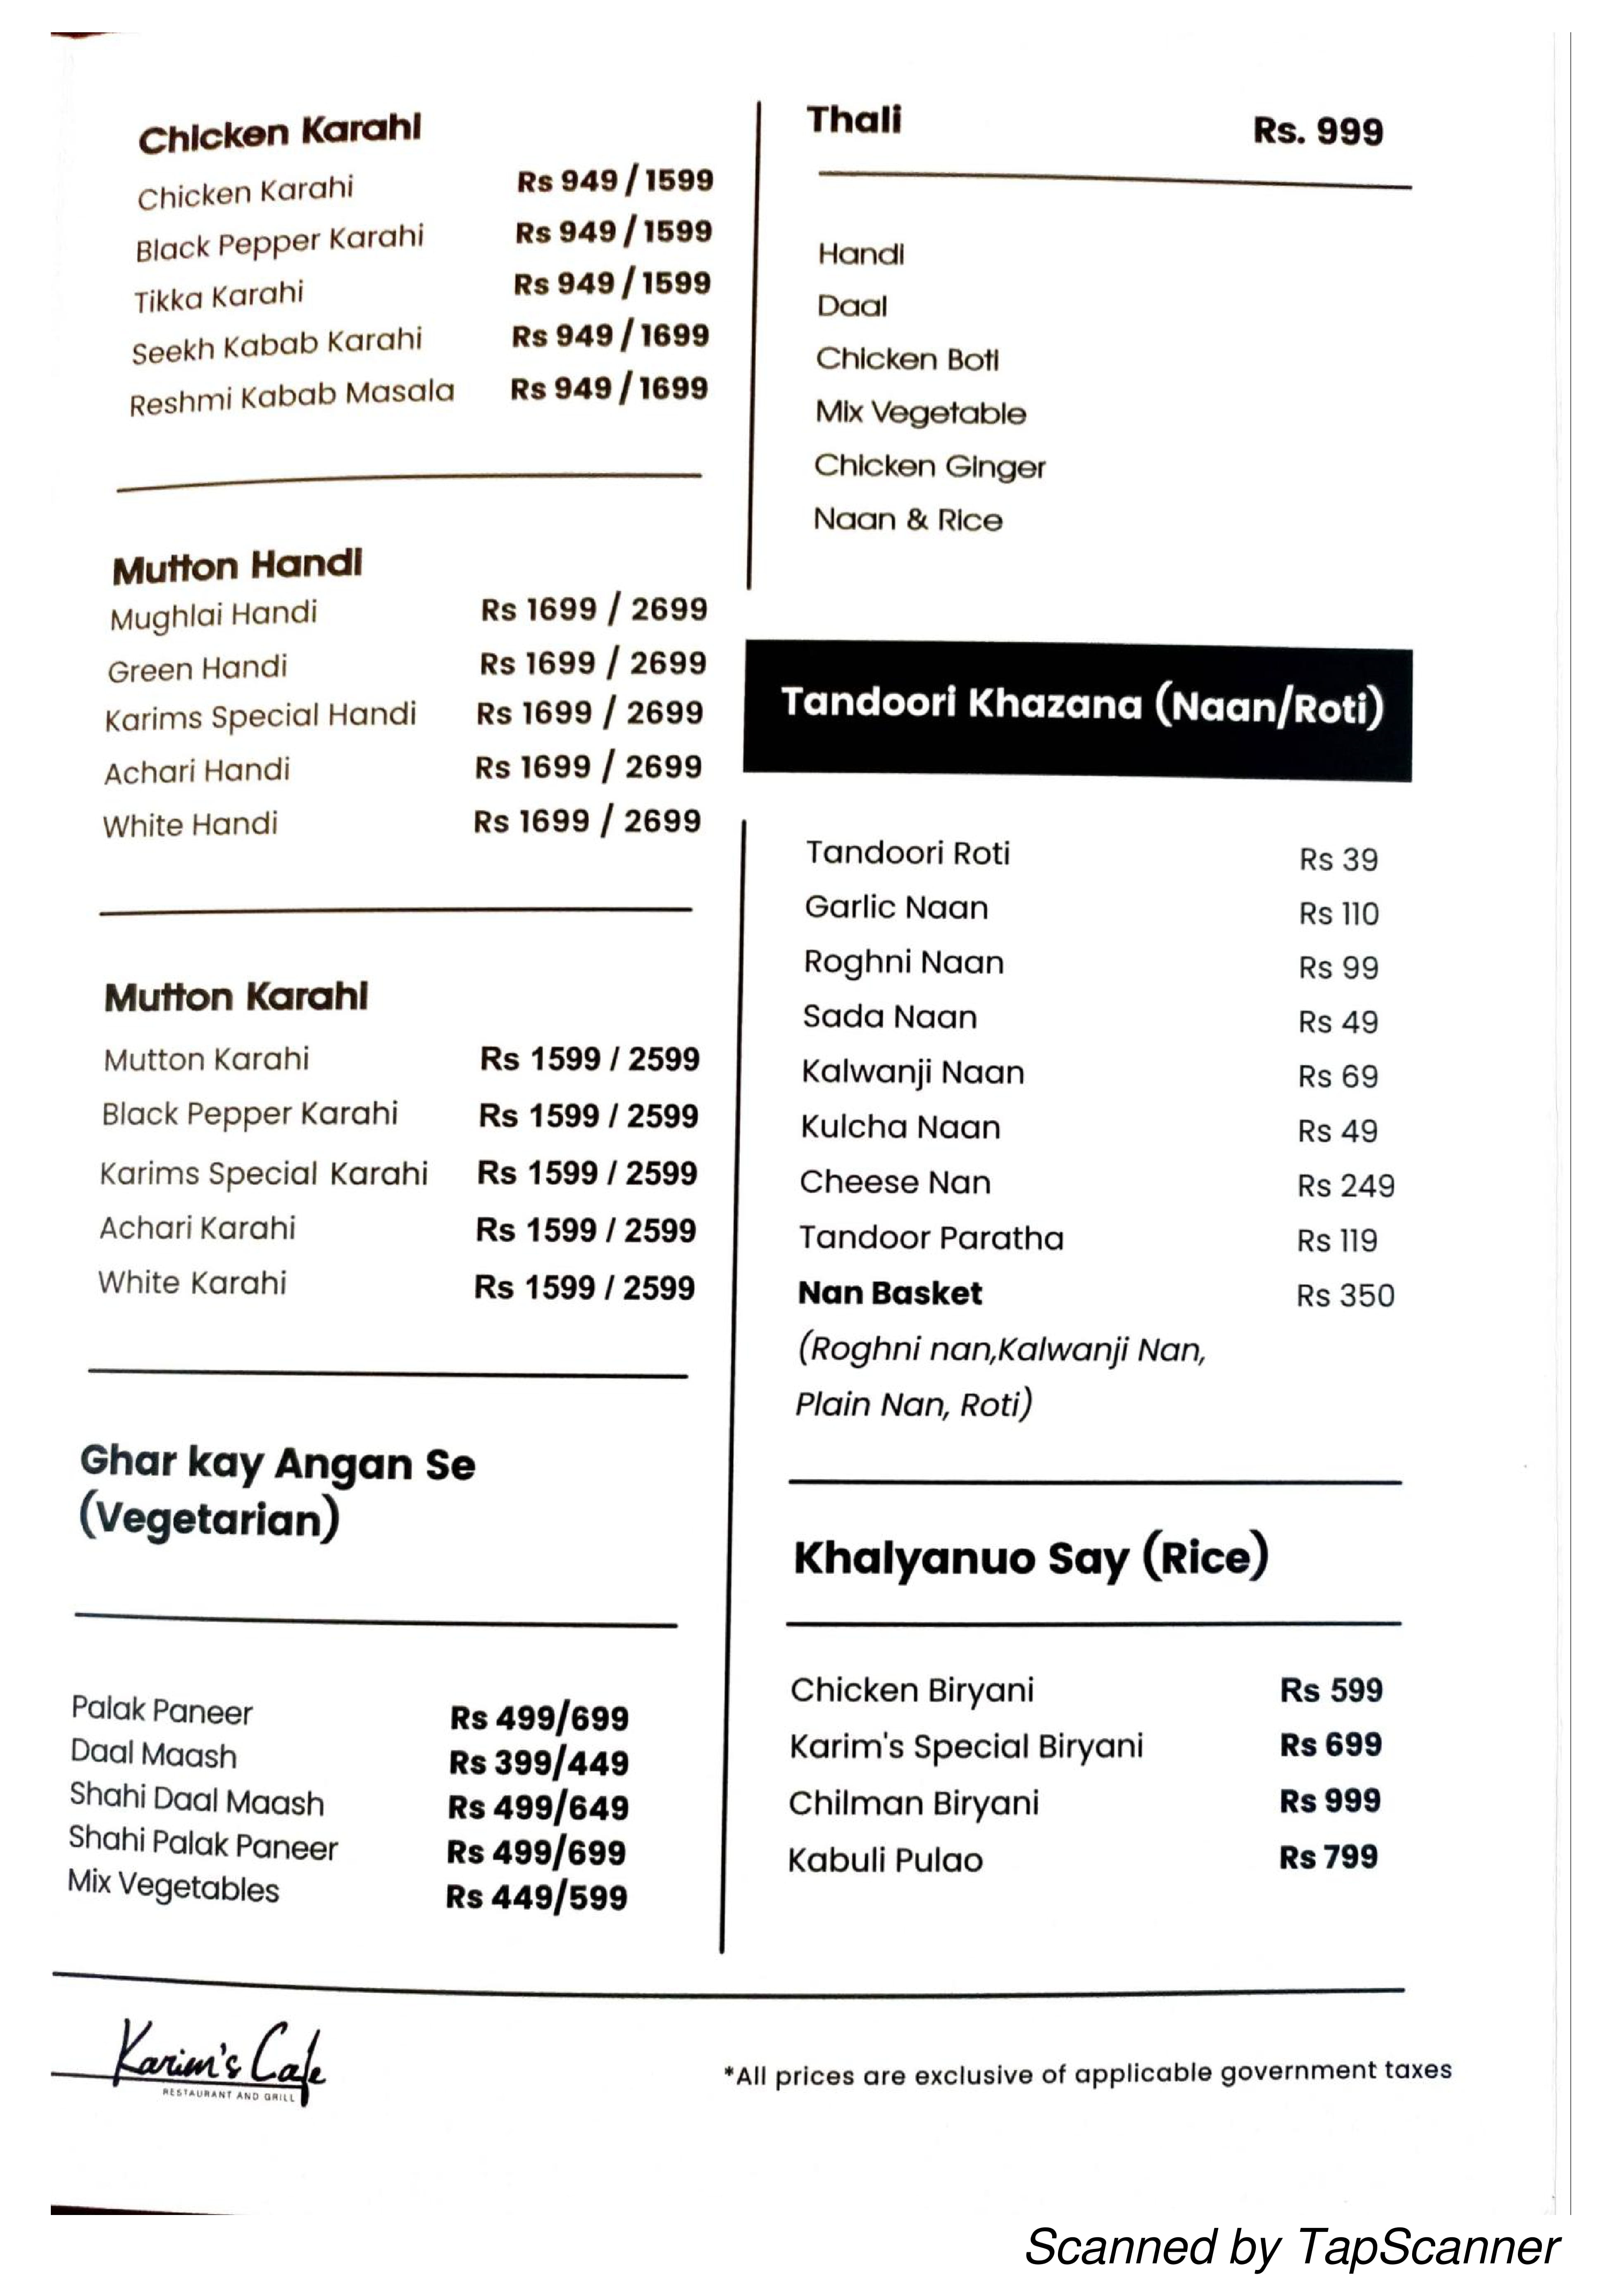 Chicken Karahi
Chicken Karahi Rs 949 / 1599
Black Pepper Karahi Rs 949 / 1599
Tikka Karahi Rs 949 / 1599
Seekh Kabab Karahi Rs 949 / 1699
Reshmi Kabab Masala Rs 949 / 1699
Mutton Handi
Mughlai Handi Rs 1699 / 2699
Green Handi Rs 1699 / 2699
Karims Special Handi Rs 1699 / 2699
Achari Handi Rs 1699 / 2699
White Handi Rs 1699 / 2699
Mutton Karahi
Mutton Karahi Rs 1599 / 2599
Black Pepper Karahi Rs 1599 / 2599
Karims Special Karahi Rs 1599 / 2599
Achari Karahi Rs 1599 / 2599
White Karahi Rs 1599 / 2599
Ghar kay Angan Se
(Vegetarian)
Palak Paneer Rs 499/699
Daal Maash Rs 399/449
Shahi Daal Maash Rs 499/649
Shahi Palak Paneer Rs 499/699
Mix Vegetables Rs 449/599
Thali Rs. 999
Handi
Daal
Chicken Boti
Mix Vegetable
Chicken Ginger
Naan & Rice
Tandoori Khazana (Naan/Roti)
Tandoori Roti Rs 39
Garlic Naan Rs 110
Roghni Naan Rs 99
Sada Naan Rs 49
Kalwanji Naan Rs 69
Kulcha Naan Rs 49
Cheese Nan Rs 249
Tandoor Paratha Rs 119
Nan Basket Rs 350
(Roghni nan,Kalwanji Nan,
Plain Nan, Roti)
Khalyanuo Say (Rice)
Chicken Biryani Rs 599
Karim's Special Biryani Rs 699
Chilman Biryani Rs 999
Kabuli Pulao Rs 799
Karim's Cafe
RESTAURANT AND GRILL
*All prices are exclusive of applicable government taxes
Scanned by TapScanner